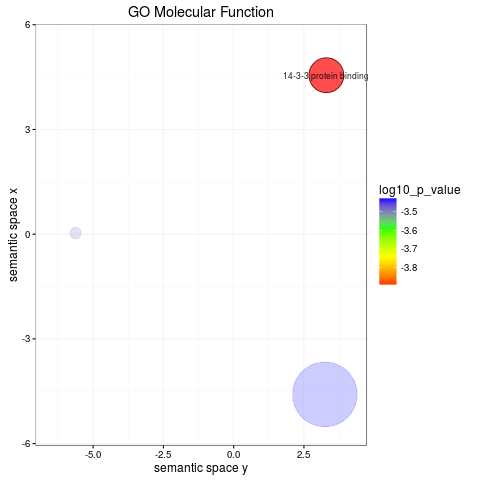 GO Molecular Function
6
3
0
-3
-6
semantic space x
14-3-3 protein binding
-5.0
-2.5
0.0
2.5
semantic space y
log10_p_value
-3.5
-3.6
-3.7
-3.8